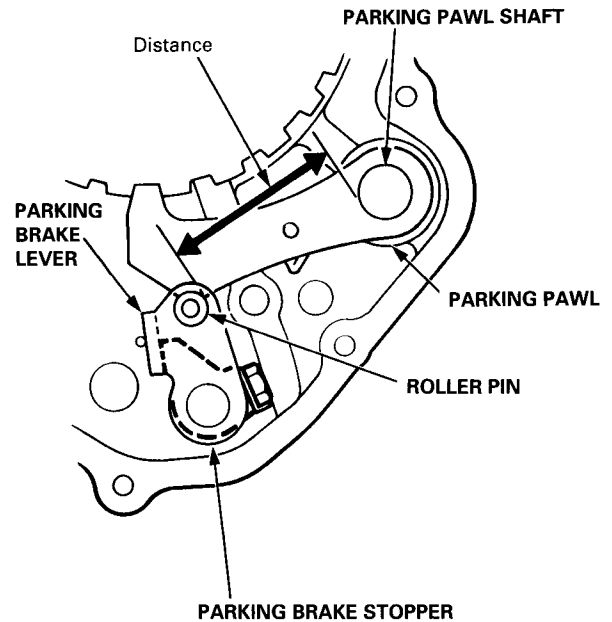 PARKING PAWL SHAFT
Distance
PARKING
BRAKE
LEVER
PARKING PAWL
ROLLER PIN
PARKING BRAKE STOPPER